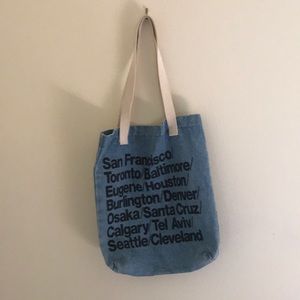 San Francisco/
Toronto/Baltimore/
Eugene/Houston/
Burlington/Denver/
Osaka/Santa Cruz/
Calgary/Tel Aviv/
Seattle/Cleveland